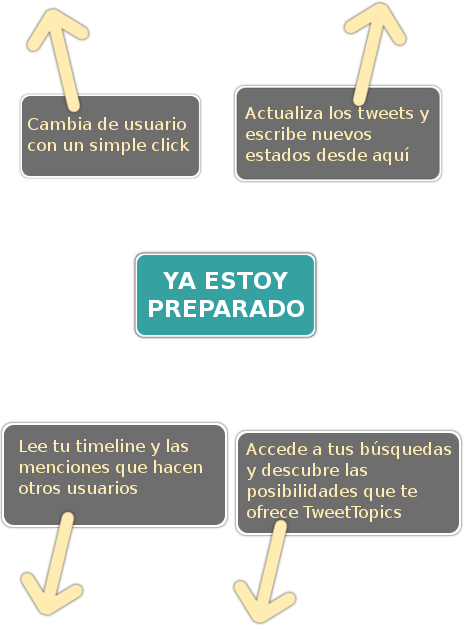 Cambia de usuario
con un simple click
Actualiza los tweets y
escribe nuevos
estados desde aquí
YA ESTOY
PREPARADO
Lee tu timeline y las
menciones que hacen
otros usuarios
Accede a tus búsquedas
y descubre las
posibilidades que te
ofrece TweetTopics